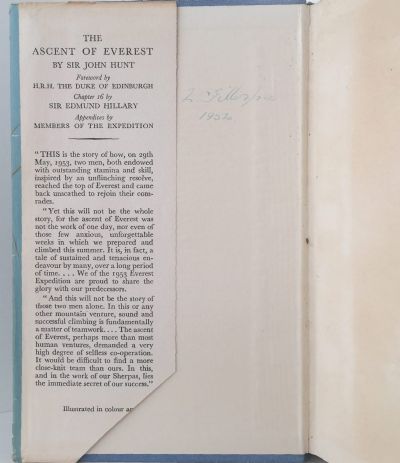 THE
ASCENT OF EVEREST
BY SIR JOHN HUNT
Foreword by
H.R.H. THE DUKE OF EDINBURGH
Chapter 16 by
SIR EDMUND HILLARY
Appendices by
MEMBERS OF THE EXPEDITION
"THIS is the story of how, on 29th
May, 1953, two men, both endowed
with outstanding stamina and skill,
inspired by an unflinching resolve,
reached the top of Everest and came
back unscathed to rejoin their com-
rades.
"Yet this will not be the whole
story, for the ascent of Everest was
not the work of one day, nor even of
those few anxious, unforgettable
weeks in which we prepared and
climbed this summer. It is, in fact, a
tale of sustained and tenacious en-
deavour by many, over a long period
of time. . . . We of the 1953 Everest
Expedition are proud to share the
glory with our predecessors.
"And this will not be the story of
those two men alone. In this or any
other mountain venture, sound and
successful climbing is fundamentally
a matter of teamwork. . . . The ascent
of Everest, perhaps more than most
human ventures, demanded a very
high degree of selfless co-operation.
It would be difficult to find a more
close-knit team than ours. In this,
and in the work of our Sherpas, lies
the immediate secret of our success."
Illustrated in colour